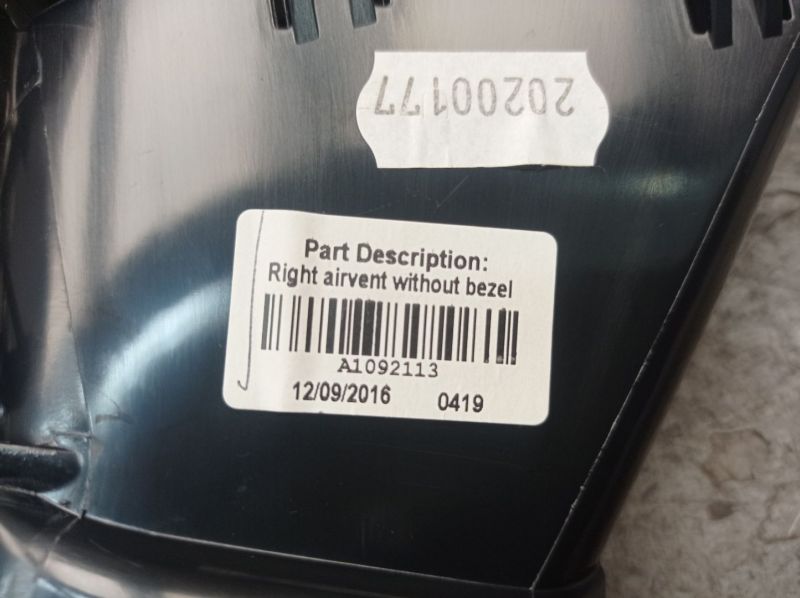 20200177
Part Description:
Right airvent without bezel
A1092113
12/09/2016 0419